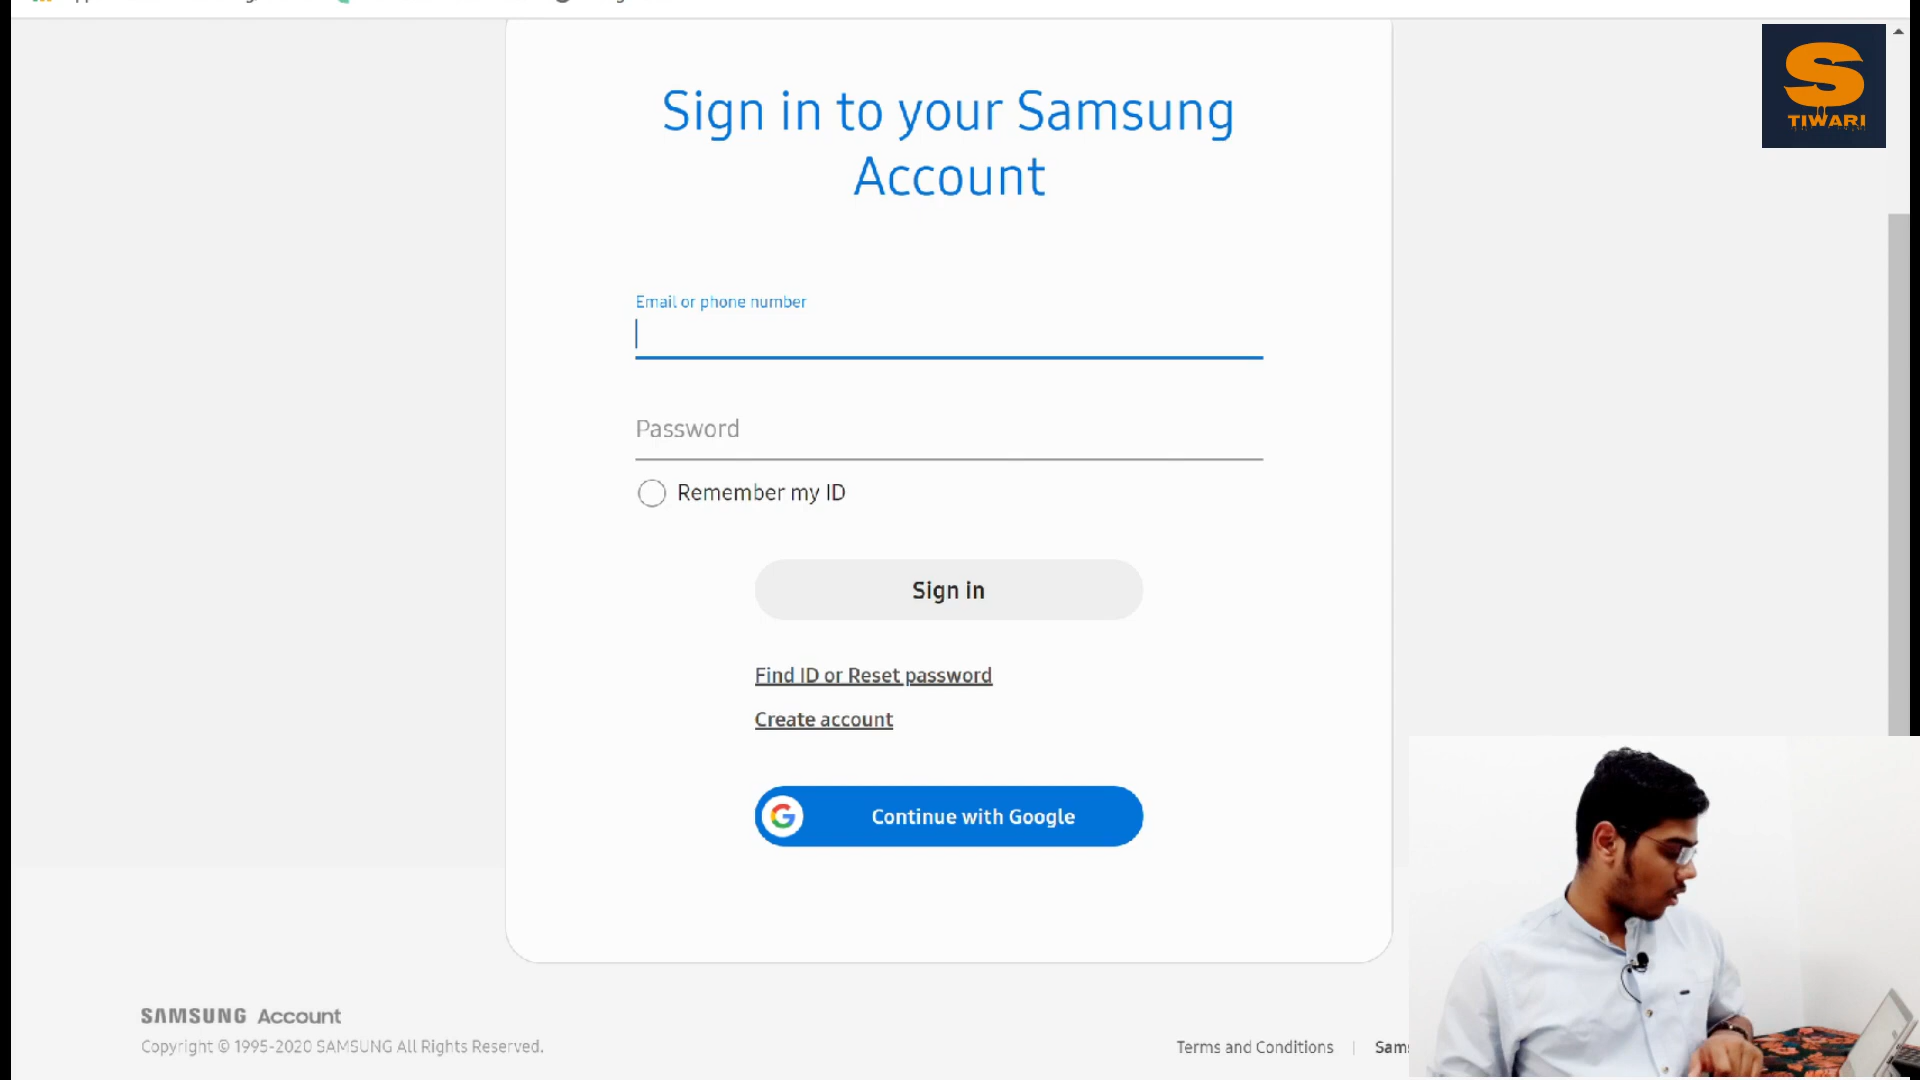 S
TIWARI
Sign in to your Samsung
Account
Email or phone number
Password
Remember my ID
Sign in
Find ID or Reset password
Create account
G
Continue with Google
SAMSUNG Account
Copyright © 1995-2020 SAMSUNG All Rights Reserved.
Terms and Conditions